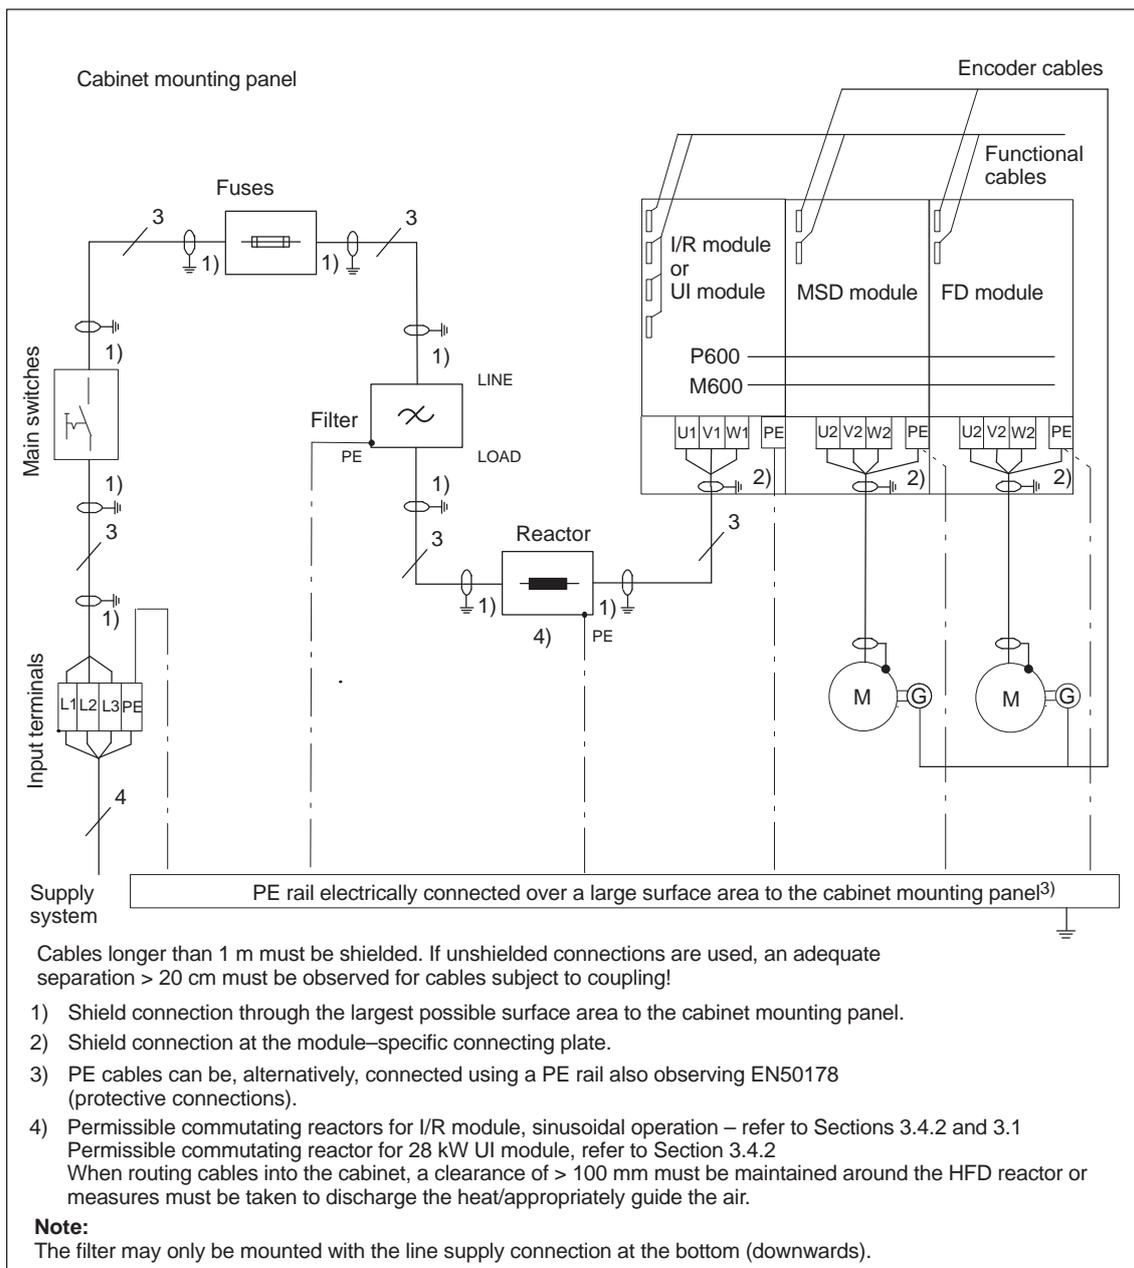 Cabinet mounting panel
Encoder cables
Functional
cables
Fuses
3
3
1)
1)
I/R module
or
UI module
MSD module
FD module
1)
1)
P600
M600
Main switches
LINE
Filter
PE
LOAD
U1 V1 W1 PE
U2 V2 W2 PE
U2 V2 W2 PE
2)
2)
2)
1)
1)
3
3
Reactor
3
1)
1)
1)
4)
PE
Input terminals
L1 L2 L3 PE
M
G
M
G
4
Supply
system
PE rail electrically connected over a large surface area to the cabinet mounting panel3)
Cables longer than 1 m must be shielded. If unshielded connections are used, an adequate
separation > 20 cm must be observed for cables subject to coupling!
1) Shield connection through the largest possible surface area to the cabinet mounting panel.
2) Shield connection at the module–specific connecting plate.
3) PE cables can be, alternatively, connected using a PE rail also observing EN50178
(protective connections).
4) Permissible commutating reactors for I/R module, sinusoidal operation – refer to Sections 3.4.2 and 3.1
Permissible commutating reactor for 28 kW UI module, refer to Section 3.4.2
When routing cables into the cabinet, a clearance of > 100 mm must be maintained around the HFD reactor or
measures must be taken to discharge the heat/appropriately guide the air.
Note:
The filter may only be mounted with the line supply connection at the bottom (downwards).